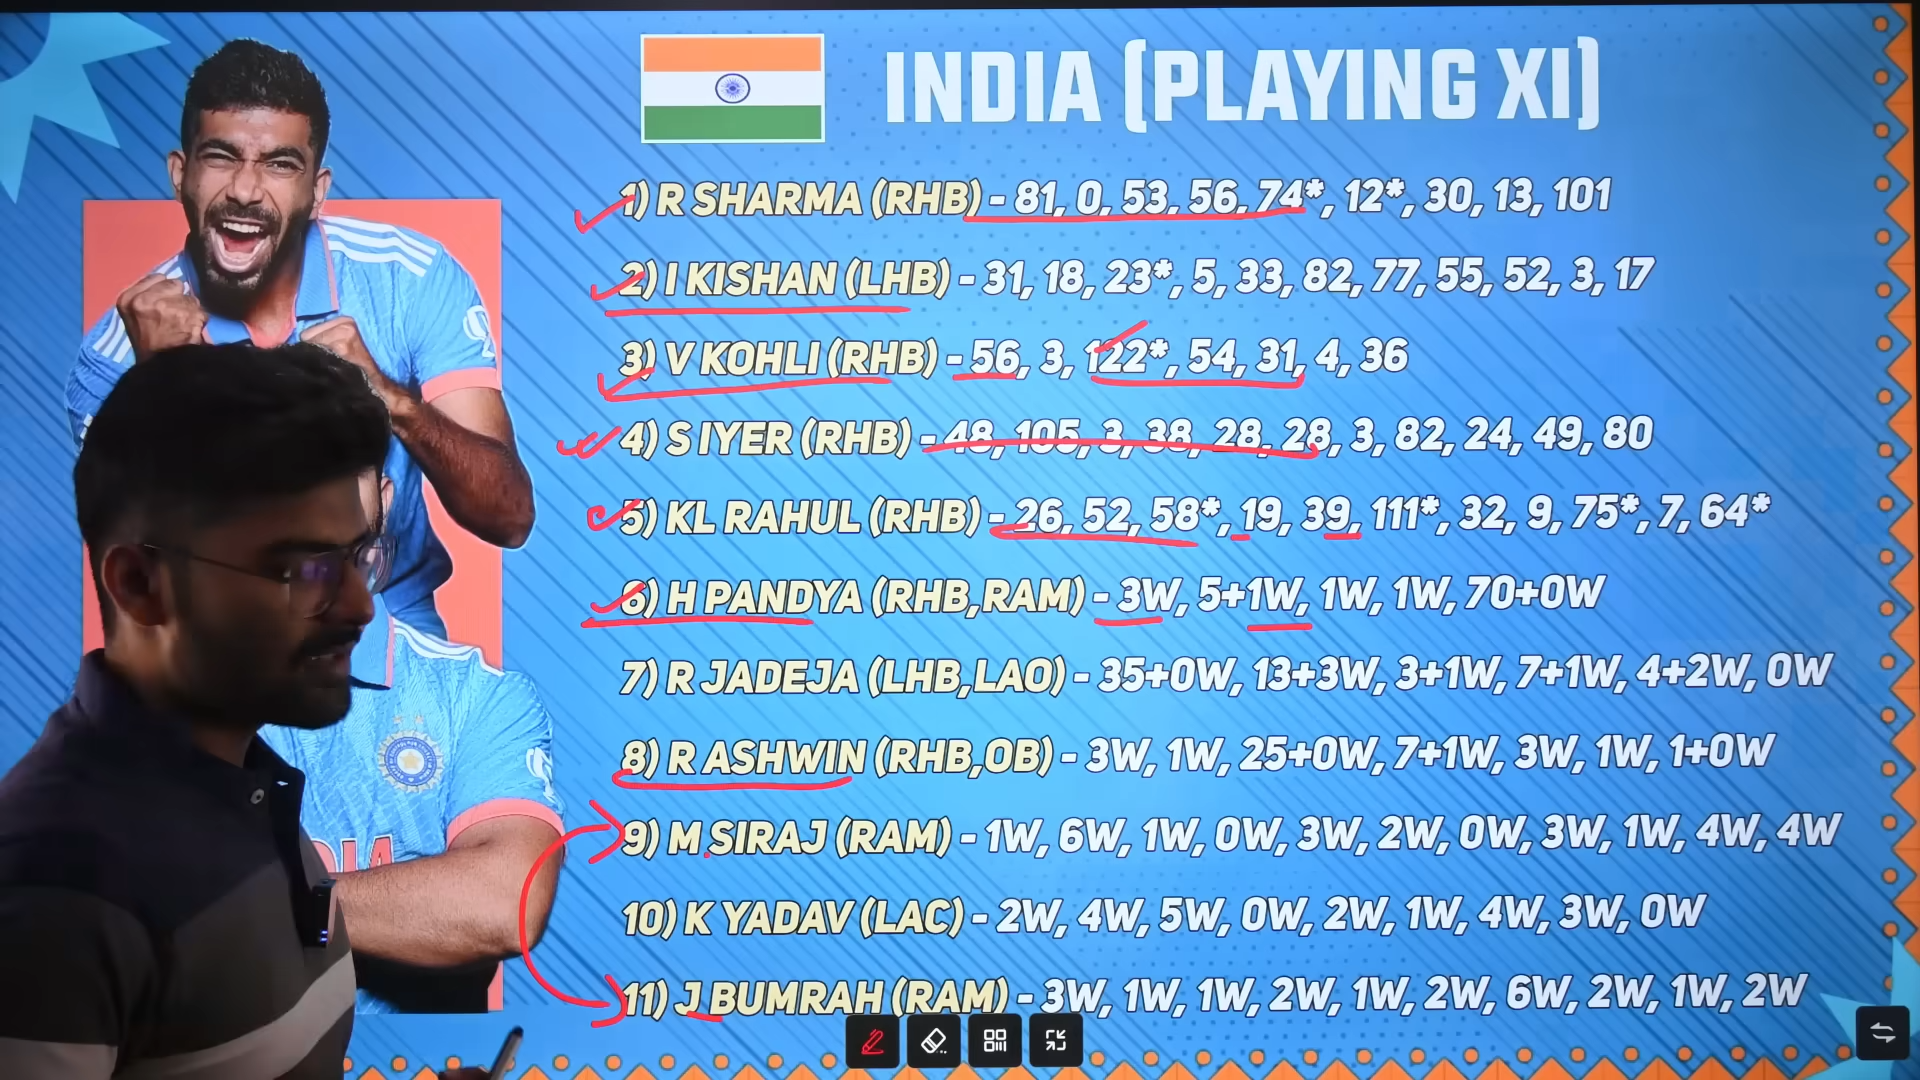 INDIA (PLAYING XI)
1) R SHARMA (RHB) - 81, 0, 53, 56, 74*, 12*, 30, 13, 101
2) I KISHAN (LHB) - 31, 18, 23*, 5, 33, 82, 77, 55, 52, 3, 17
3) V KOHLI (RHB) - 56, 3, 122*, 54, 31, 4, 36
4) S IYER (RHB) - 48, 105, 3, 38, 28, 28, 3, 82, 24, 49, 80
5) KL RAHUL (RHB) - 26, 52, 58*, 19, 39, 111*, 32, 9, 75*, 7, 64*
6) H PANDYA (RHB,RAM) - 3W, 5+1W, 1W, 1W, 70+0W
7) R JADEJA (LHB,LAO) - 35+0W, 13+3W, 3+1W, 7+1W, 4+2W, 0W
8) R ASHWIN (RHB,OB) - 3W, 1W, 25+0W, 7+1W, 3W, 1W, 1+0W
9) M SIRAJ (RAM) - 1W, 6W, 1W, 0W, 3W, 2W, 0W, 3W, 1W, 4W, 4W
10) K YADAV (LAC) - 2W, 4W, 5W, 0W, 2W, 1W, 4W, 3W, 0W
11) J BUMRAH (RAM) - 3W, 1W, 1W, 2W, 1W, 2W, 6W, 2W, 1W, 2W